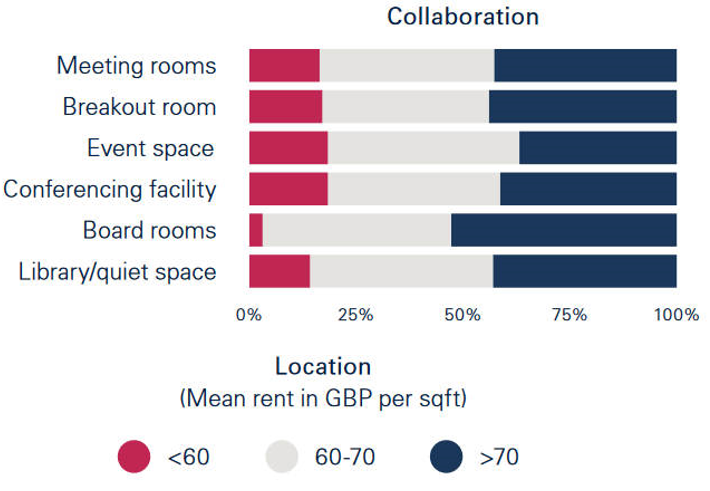 Collaboration
Meeting rooms
Breakout room
Event space
Conferencing facility
Board rooms
Library/quiet space
0% 25% 50% 75% 100%
Location
(Mean rent in GBP per sqft)
<60 60-70 >70